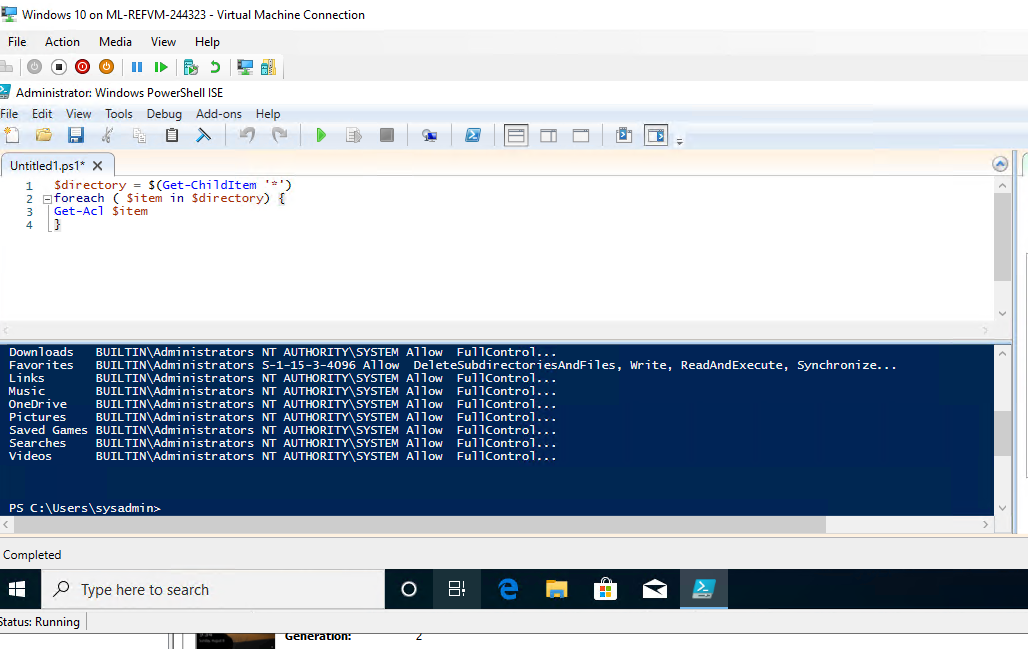 Windows 10 on ML-REFVM-244323 - Virtual Machine Connection
File Action Media View Help
Administrator: Windows PowerShell ISE
File Edit View Tools Debug Add-ons Help
Untitled1.ps1*
1 $directory = $(Get-ChildItem '*')
2 foreach ( $item in $directory) {
3 Get-Acl $item
4 }
Downloads BUILTIN\Administrators NT AUTHORITY\SYSTEM Allow FullControl...
Favorites BUILTIN\Administrators S-1-15-3-4096 Allow DeleteSubdirectoriesAndFiles, Write, ReadAndExecute, Synchronize...
Links BUILTIN\Administrators NT AUTHORITY\SYSTEM Allow FullControl...
Music BUILTIN\Administrators NT AUTHORITY\SYSTEM Allow FullControl...
OneDrive BUILTIN\Administrators NT AUTHORITY\SYSTEM Allow FullControl...
Pictures BUILTIN\Administrators NT AUTHORITY\SYSTEM Allow FullControl...
Saved Games BUILTIN\Administrators NT AUTHORITY\SYSTEM Allow FullControl...
Searches BUILTIN\Administrators NT AUTHORITY\SYSTEM Allow FullControl...
Videos BUILTIN\Administrators NT AUTHORITY\SYSTEM Allow FullControl...
PS C:\Users\sysadmin>
Completed
Type here to search
Status: Running
Generation: 2